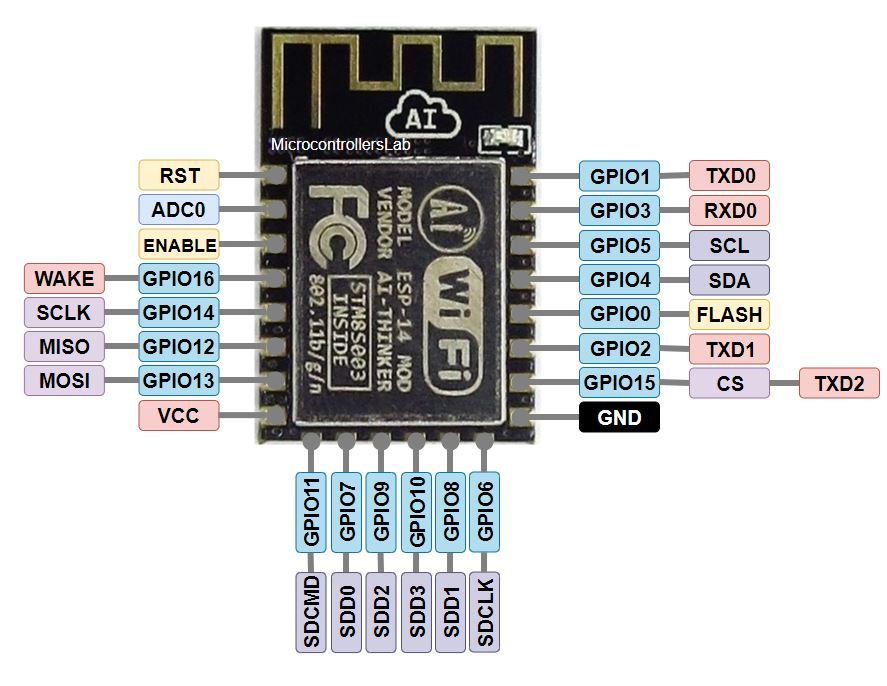 AI
MicrocontrollersLab
RST
ADC0
ENABLE
WAKE GPIO16
SCLK GPIO14
MISO GPIO12
MOSI GPIO13
VCC
GPIO1 TXD0
GPIO3 RXD0
GPIO5 SCL
GPIO4 SDA
GPIO0 FLASH
GPIO2 TXD1
GPIO15 CS TXD2
GND
Ai
WiFi
MODEL ESP-14 MOD
VENDOR AI-THINKER
FC
STM8S003
INSIDE
802.11b/g/n
GPIO11 GPIO7 GPIO9 GPIO10 GPIO8 GPIO6
SDCMD SDD0 SDD2 SDD3 SDD1 SDCLK